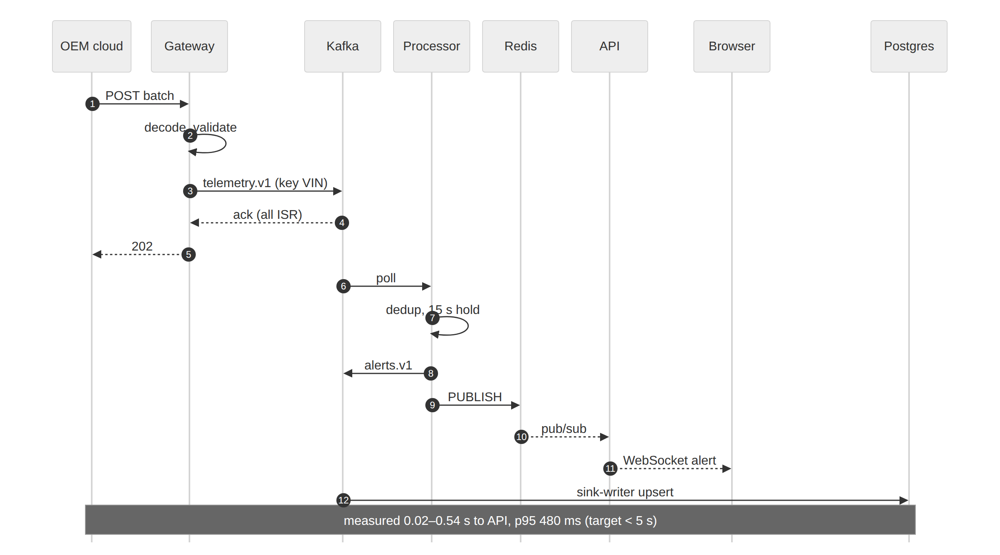 OEM cloud
Gateway
Kafka
Processor
Redis
API
Browser
Postgres
POST batch
1
decode, validate
2
telemetry.v1 (key VIN)
3
ack (all ISR)
4
202
5
poll
6
dedup, 15 s hold
7
alerts.v1
8
PUBLISH
9
pub/sub
10
WebSocket alert
11
sink-writer upsert
12
measured 0.02–0.54 s to API, p95 480 ms (target < 5 s)